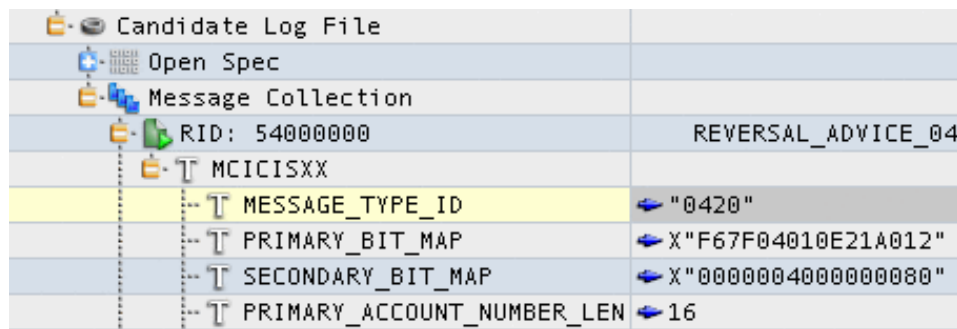 Candidate Log File
Open Spec
Message Collection
RID: 54000000 REVERSAL_ADVICE_04
MCICISXX
MESSAGE_TYPE_ID "0420"
PRIMARY_BIT_MAP X"F67F04010E21A012"
SECONDARY_BIT_MAP X"0000004000000080"
PRIMARY_ACCOUNT_NUMBER_LEN 16